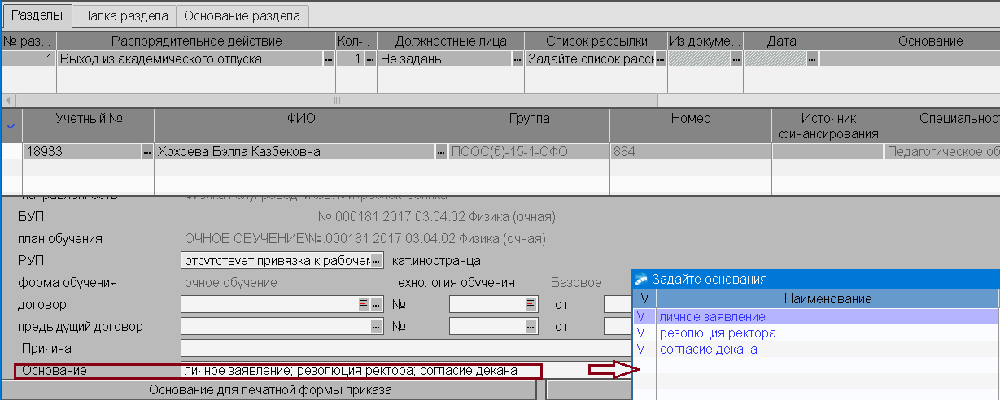 Разделы Шапка раздела Основание раздела
№ раз... Распорядительное действие Кол-... Должностные лица Список рассылки Из докуме... Дата Основание
1 Выход из академического отпуска ... 1 ... Не заданы ... Задайте список рассы ... ... ...
✓ Учетный № ФИО Группа Номер Источник финансирования Специальност
18933 ... Хохоева Бэлла Казбековна ... ПООС(б)-15-1-ОФО 884 Педагогическое об
направленность Физика полупроводников. Микроэлектроника
БУП №.000181 2017 03.04.02 Физика (очная)
план обучения ОЧНОЕ ОБУЧЕНИЕ\№.000181 2017 03.04.02 Физика (очная)
РУП отсутствует привязка к рабочем ... кат.иностранца
форма обучения очное обучение технология обучения Базовое
договор ... № от
предыдущий договор ... № ... от
Причина
Основание личное заявление; резолюция ректора; согласие декана
Основание для печатной формы приказа
Задайте основания
V Наименование
V личное заявление
V резолюция ректора
V согласие декана